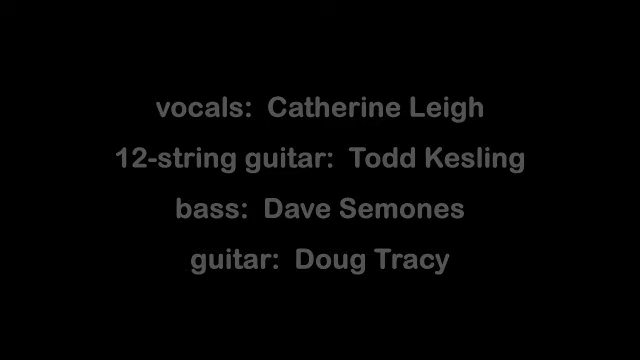 vocals: Catherine Leigh
12-string guitar: Todd Kesling
bass: Dave Semones
guitar: Doug Tracy